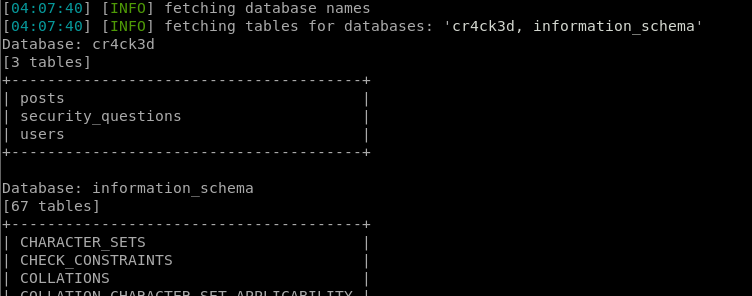 [04:07:40] [INFO] fetching database names
[04:07:40] [INFO] fetching tables for databases: 'cr4ck3d, information_schema'
Database: cr4ck3d
[3 tables]
+---------------------------------------+
| posts                                 |
| security_questions                    |
| users                                 |
+---------------------------------------+

Database: information_schema
[67 tables]
+---------------------------------------+
| CHARACTER_SETS                        |
| CHECK_CONSTRAINTS                     |
| COLLATIONS                            |
| COLLATION_CHARACTER_SET_APPLICABILITY |